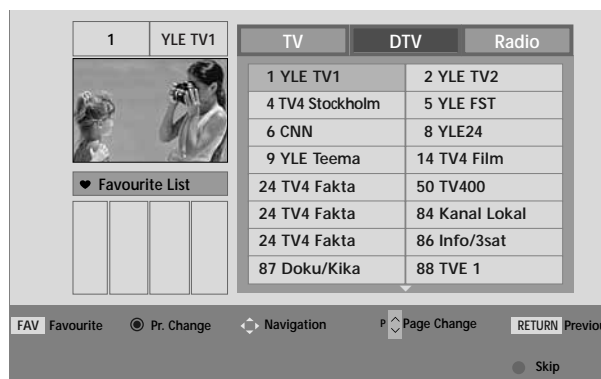 1 YLE TV1
TV DTV Radio
1 YLE TV1 2 YLE TV2
4 TV4 Stockholm 5 YLE FST
6 CNN 8 YLE24
9 YLE Teema 14 TV4 Film
Favourite List
24 TV4 Fakta 50 TV400
24 TV4 Fakta 84 Kanal Lokal
24 TV4 Fakta 86 Info/3sat
87 Doku/Kika 88 TVE 1
FAV Favourite Pr. Change Navigation P Page Change RETURN Previou
Skip